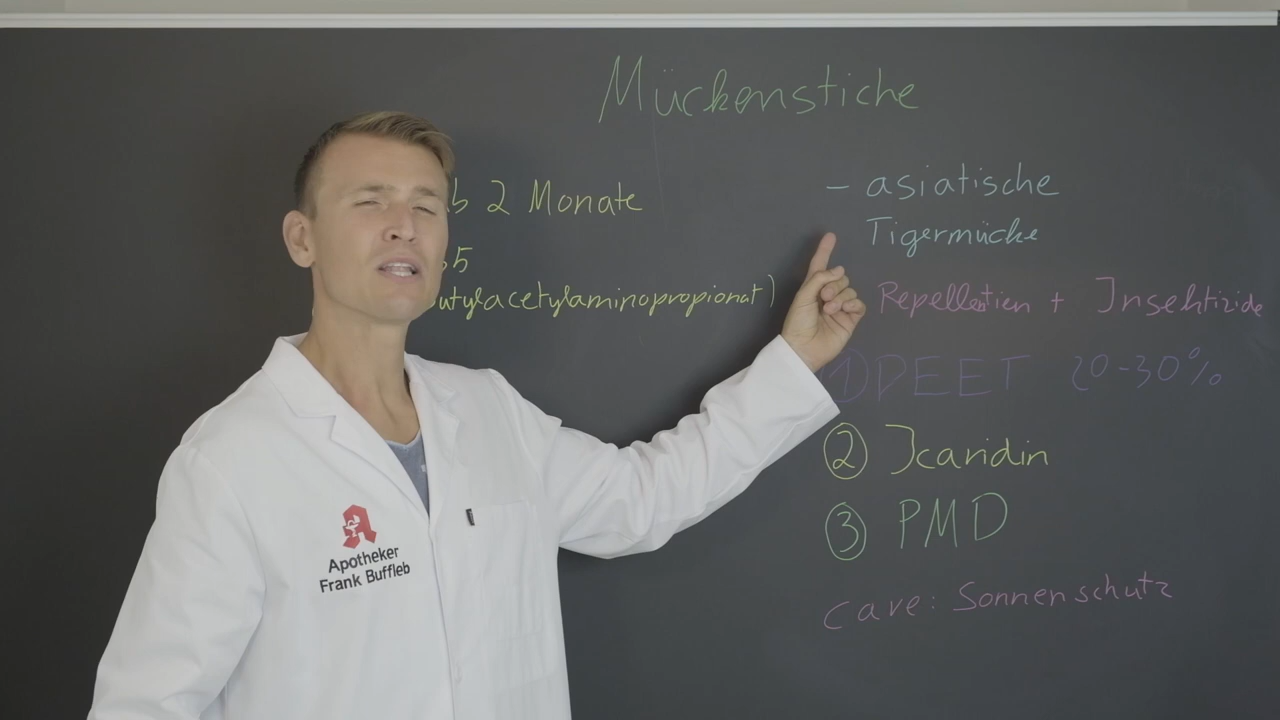 Mückenstiche
b 2 Monate
5
utylacetylaminopropionat)
- asiatische
Tigermücke
Repellentien + Insektizide
① DEET 20-30%
② Icaridin
③ PMD
cave: Sonnenschutz
Apotheker
Frank Buffleb